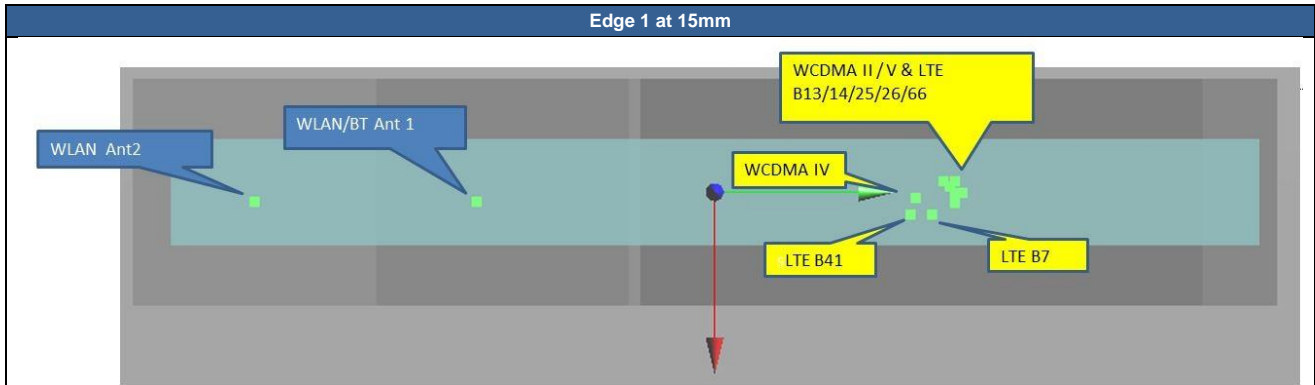 Edge 1 at 15mm
WCDMA II / V & LTE
B13/14/25/26/66
WLAN/BT Ant 1
WLAN Ant2
WCDMA IV
sLTE B41
LTE B7